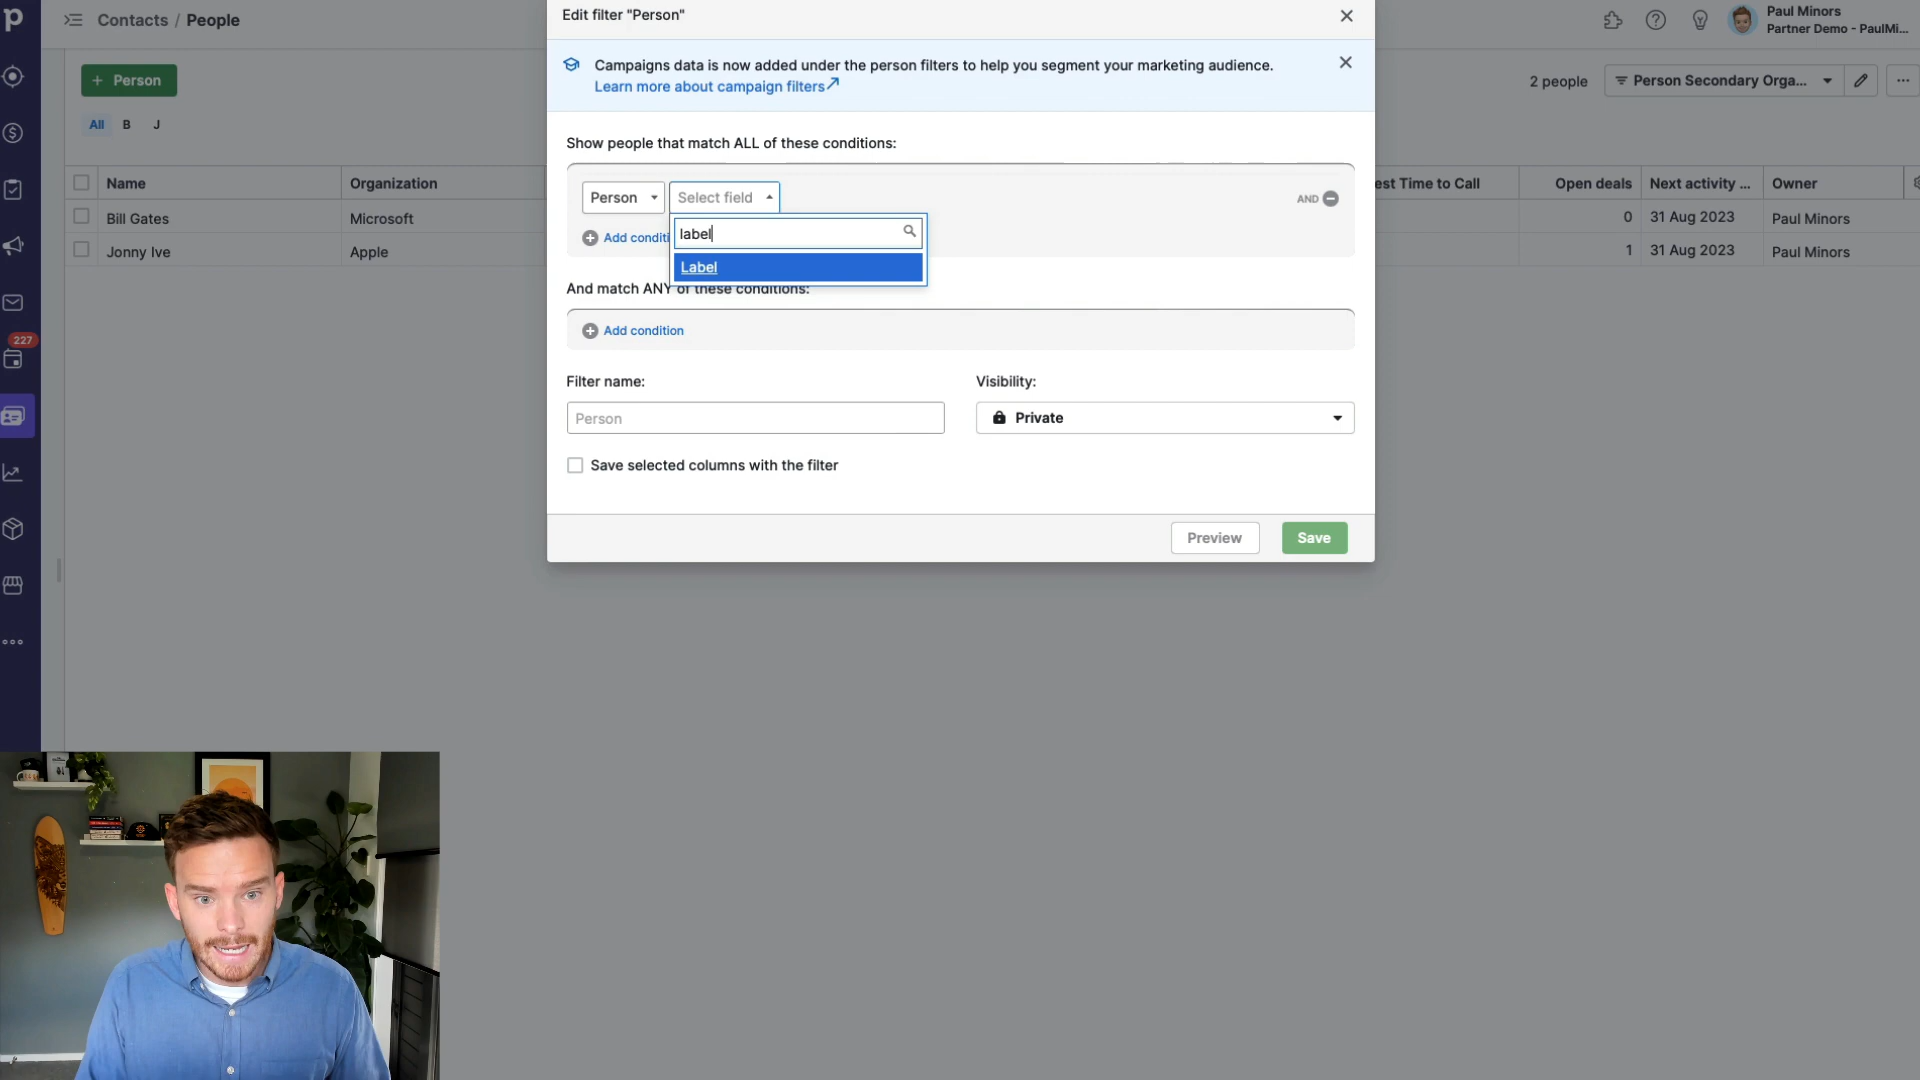 p
Contacts / People
Paul Minors
Partner Demo - PaulMi...
+ Person
2 people
Person Secondary Orga...
All B J
Name Organization est Time to Call Open deals Next activity ... Owner
Bill Gates Microsoft 0 31 Aug 2023 Paul Minors
Jonny Ive Apple 1 31 Aug 2023 Paul Minors
227
Edit filter "Person"
Campaigns data is now added under the person filters to help you segment your marketing audience.
Learn more about campaign filters
Show people that match ALL of these conditions:
Person Select field AND
label
Label
Add conditi
And match ANY of these conditions:
Add condition
Filter name: Visibility:
Person Private
Save selected columns with the filter
Preview Save